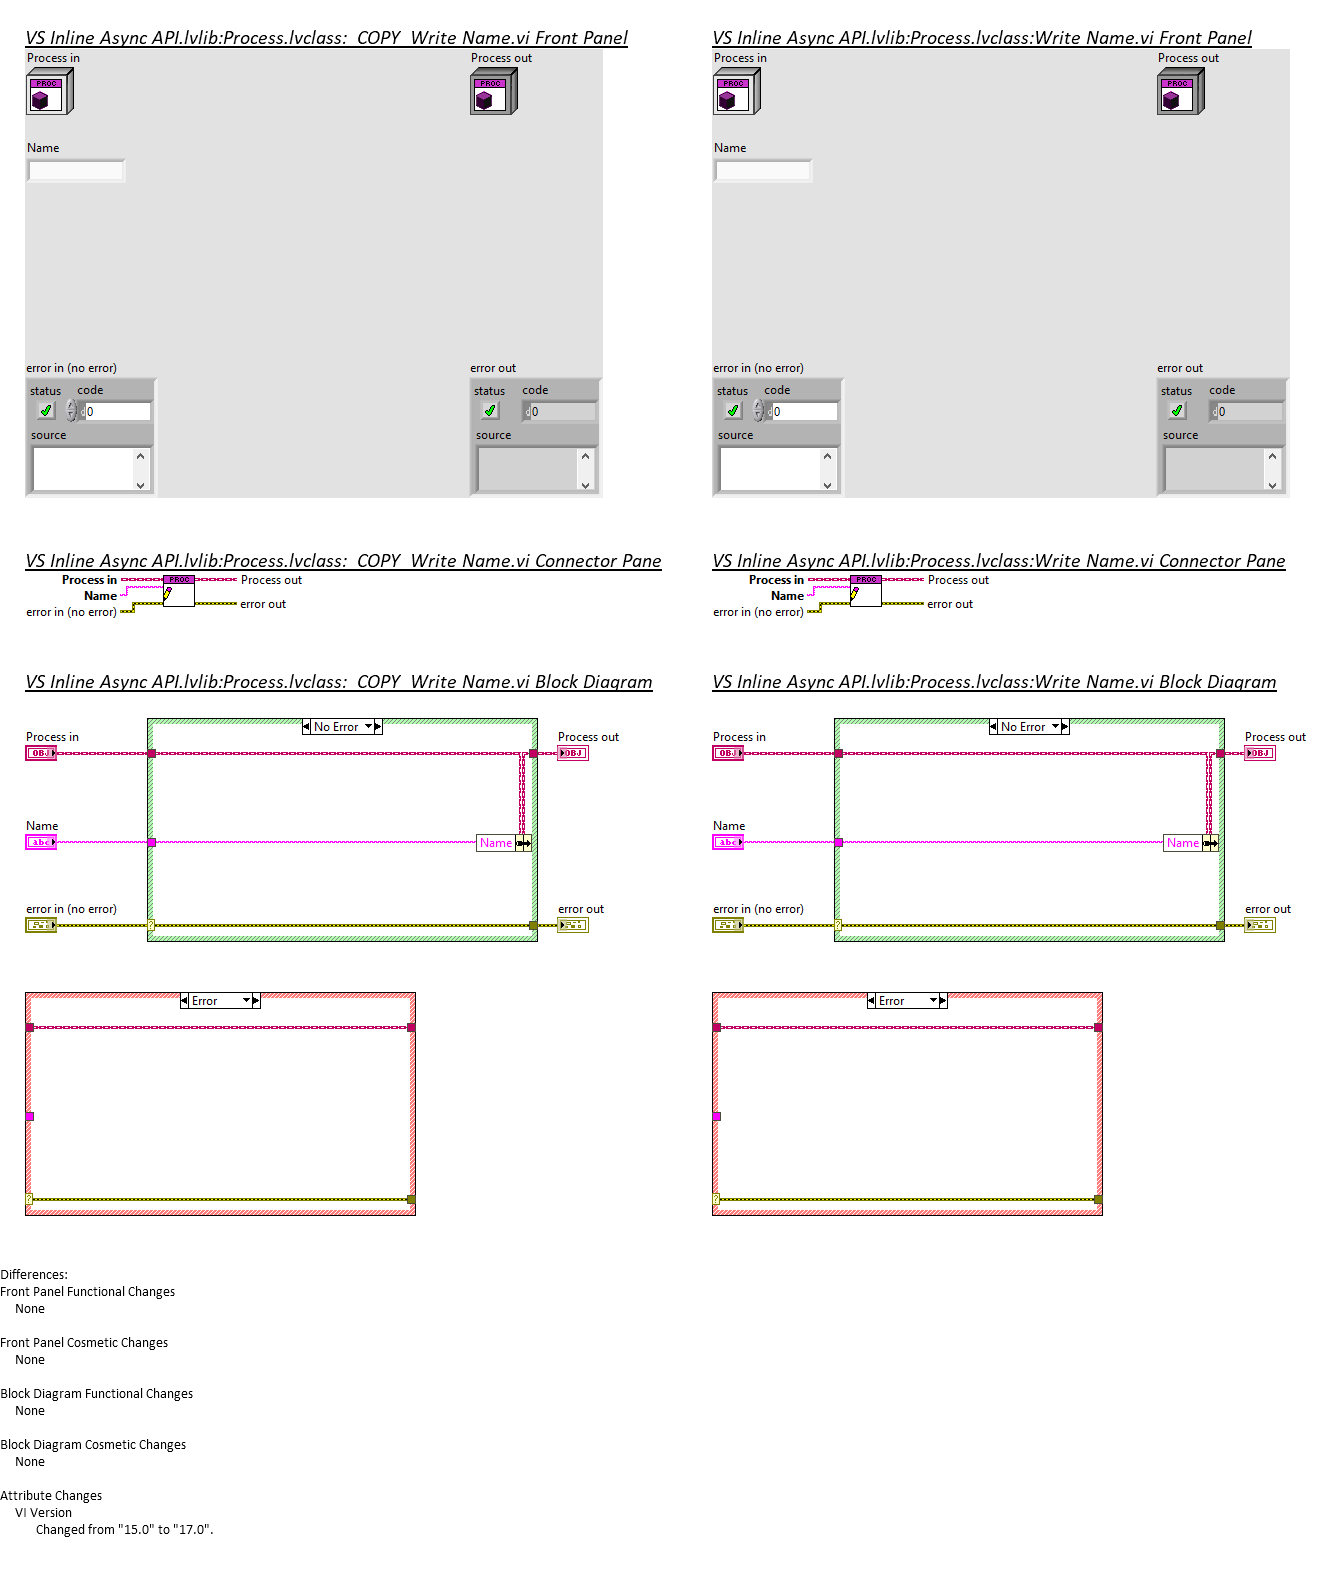 VS Inline Async API.lvlib:Process.lvclass:_COPY_Write Name.vi Front Panel
Process in
Process out
PROC
PROC
Name
error in (no error)
error out
status code
status code
d 0
d 0
source
source
VS Inline Async API.lvlib:Process.lvclass:Write Name.vi Front Panel
Process in
Process out
PROC
PROC
Name
error in (no error)
error out
status code
status code
d 0
d 0
source
source
VS Inline Async API.lvlib:Process.lvclass:_COPY_Write Name.vi Connector Pane
Process in
PROC
Process out
Name
error in (no error)
error out
VS Inline Async API.lvlib:Process.lvclass:Write Name.vi Connector Pane
Process in
PROC
Process out
Name
error in (no error)
error out
VS Inline Async API.lvlib:Process.lvclass:_COPY_Write Name.vi Block Diagram
No Error
Process in
Process out
OBJ
OBJ
Name
abc
Name
error in (no error)
error out
?
Error
?
VS Inline Async API.lvlib:Process.lvclass:Write Name.vi Block Diagram
No Error
Process in
Process out
OBJ
OBJ
Name
abc
Name
error in (no error)
error out
?
Error
?
Differences:
Front Panel Functional Changes
None
Front Panel Cosmetic Changes
None
Block Diagram Functional Changes
None
Block Diagram Cosmetic Changes
None
Attribute Changes
VI Version
Changed from "15.0" to "17.0".